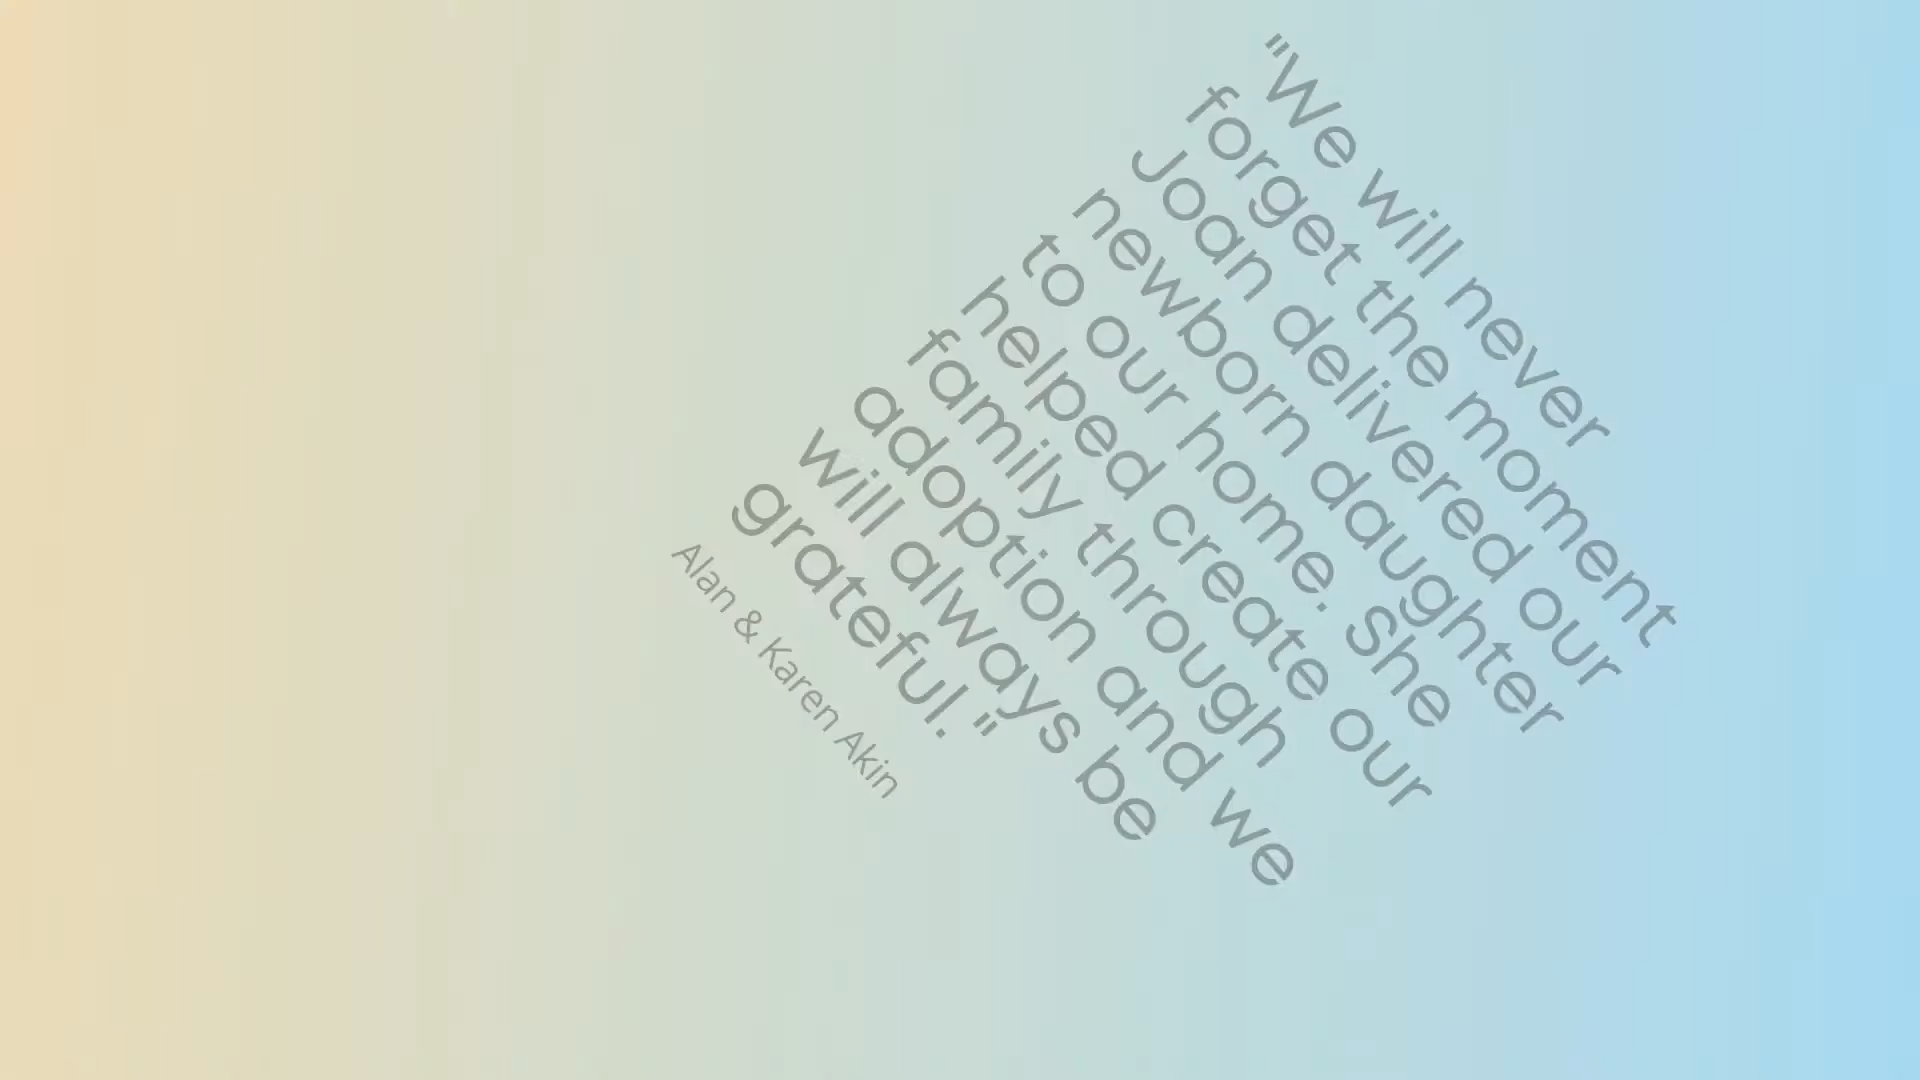 "We will never
forget the moment
Joan delivered our
newborn daughter
to our home. She
helped create our
family through
adoption and we
will always be
grateful. "
Alan & Karen Akin